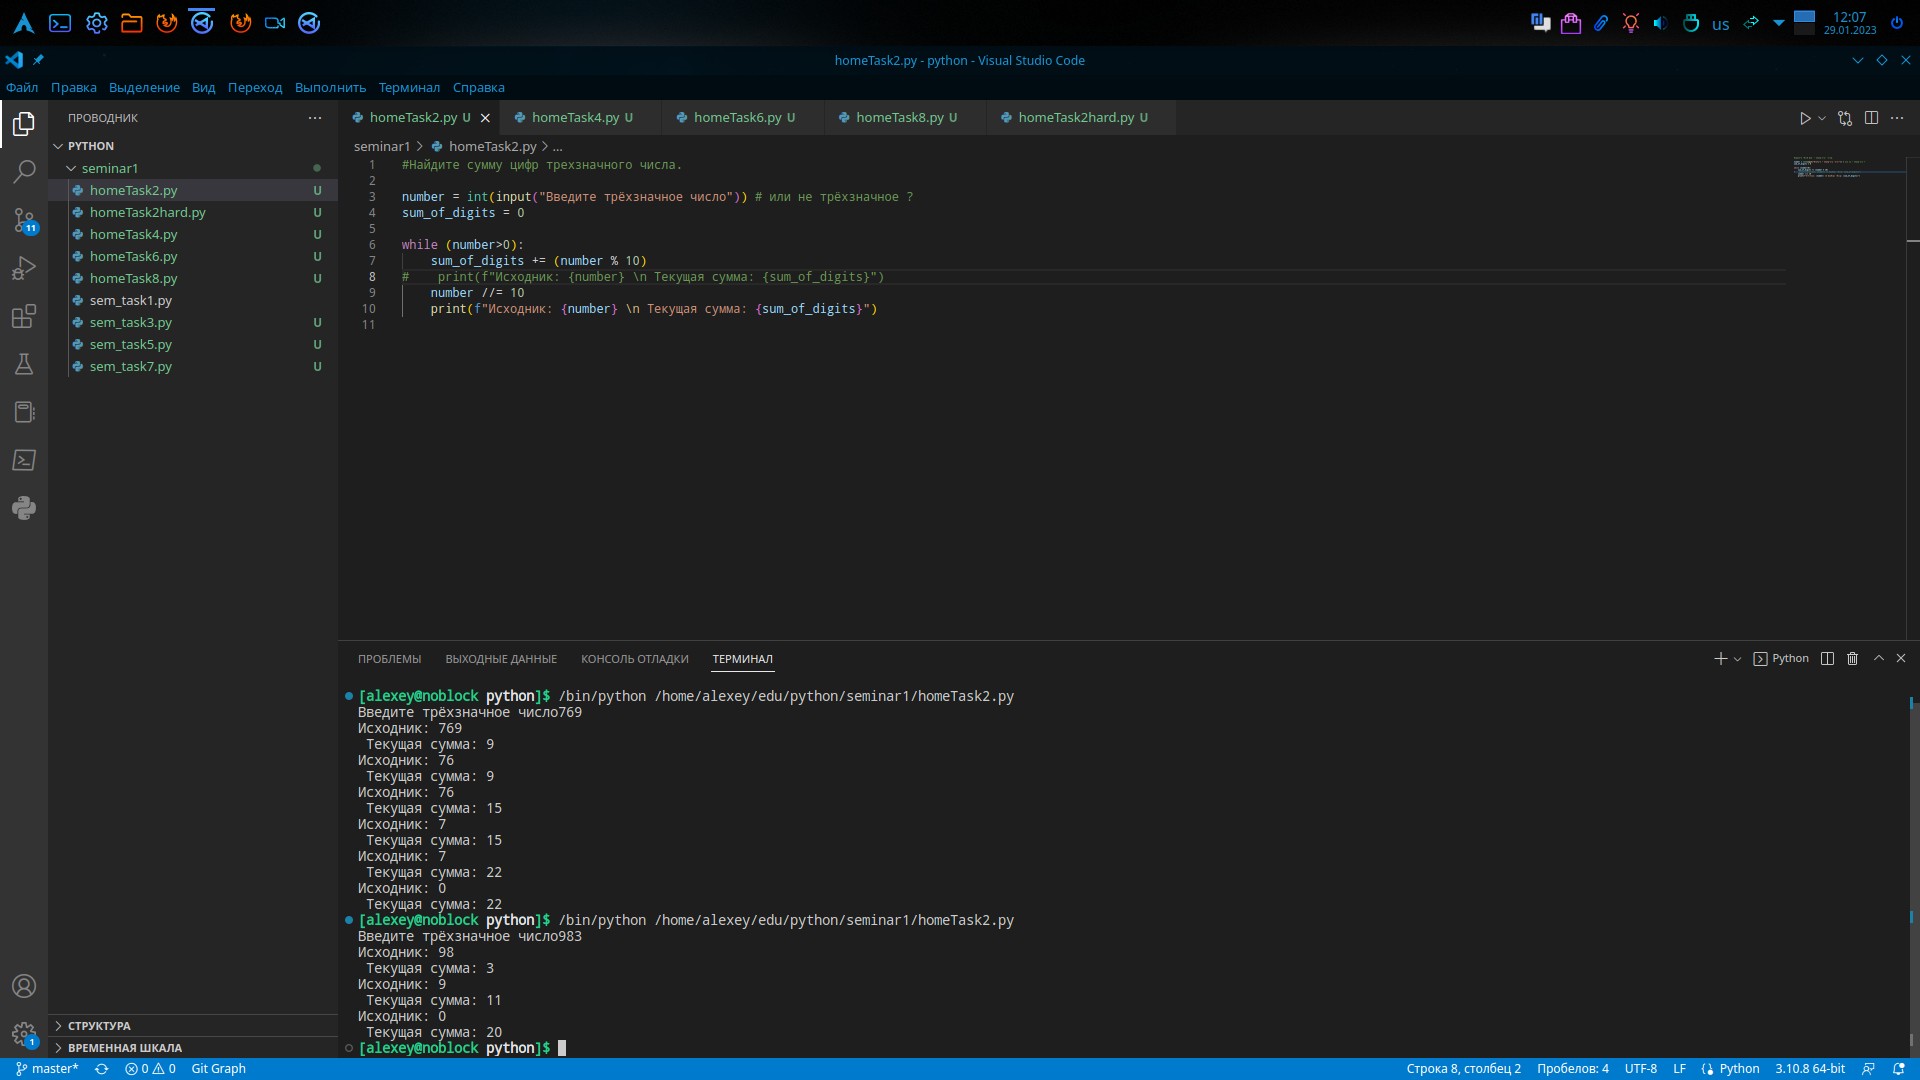 us
12:07
29.01.2023
homeTask2.py - python - Visual Studio Code
Файл Правка Выделение Вид Переход Выполнить Терминал Справка
ПРОВОДНИК
PYTHON
seminar1
homeTask2.py U
homeTask2hard.py U
homeTask4.py U
homeTask6.py U
homeTask8.py U
sem_task1.py
sem_task3.py U
sem_task5.py U
sem_task7.py U
11
1
СТРУКТУРА
ВРЕМЕННАЯ ШКАЛА
homeTask2.py U homeTask4.py U homeTask6.py U homeTask8.py U homeTask2hard.py U
seminar1 > homeTask2.py > ...
1 #Найдите сумму цифр трехзначного числа.
2
3 number = int(input("Введите трёхзначное число")) # или не трёхзначное ?
4 sum_of_digits = 0
5
6 while (number>0):
7     sum_of_digits += (number % 10)
8 #    print(f"Исходник: {number} \n Текущая сумма: {sum_of_digits}")
9     number //= 10
10     print(f"Исходник: {number} \n Текущая сумма: {sum_of_digits}")
11
ПРОБЛЕМЫ ВЫХОДНЫЕ ДАННЫЕ КОНСОЛЬ ОТЛАДКИ ТЕРМИНАЛ
Python
[alexey@noblock python]$ /bin/python /home/alexey/edu/python/seminar1/homeTask2.py
Введите трёхзначное число769
Исходник: 769
 Текущая сумма: 9
Исходник: 76
 Текущая сумма: 9
Исходник: 76
 Текущая сумма: 15
Исходник: 7
 Текущая сумма: 15
Исходник: 7
 Текущая сумма: 22
Исходник: 0
 Текущая сумма: 22
[alexey@noblock python]$ /bin/python /home/alexey/edu/python/seminar1/homeTask2.py
Введите трёхзначное число983
Исходник: 98
 Текущая сумма: 3
Исходник: 9
 Текущая сумма: 11
Исходник: 0
 Текущая сумма: 20
[alexey@noblock python]$
master* 0 0 Git Graph
Строка 8, столбец 2 Пробелов: 4 UTF-8 LF Python 3.10.8 64-bit